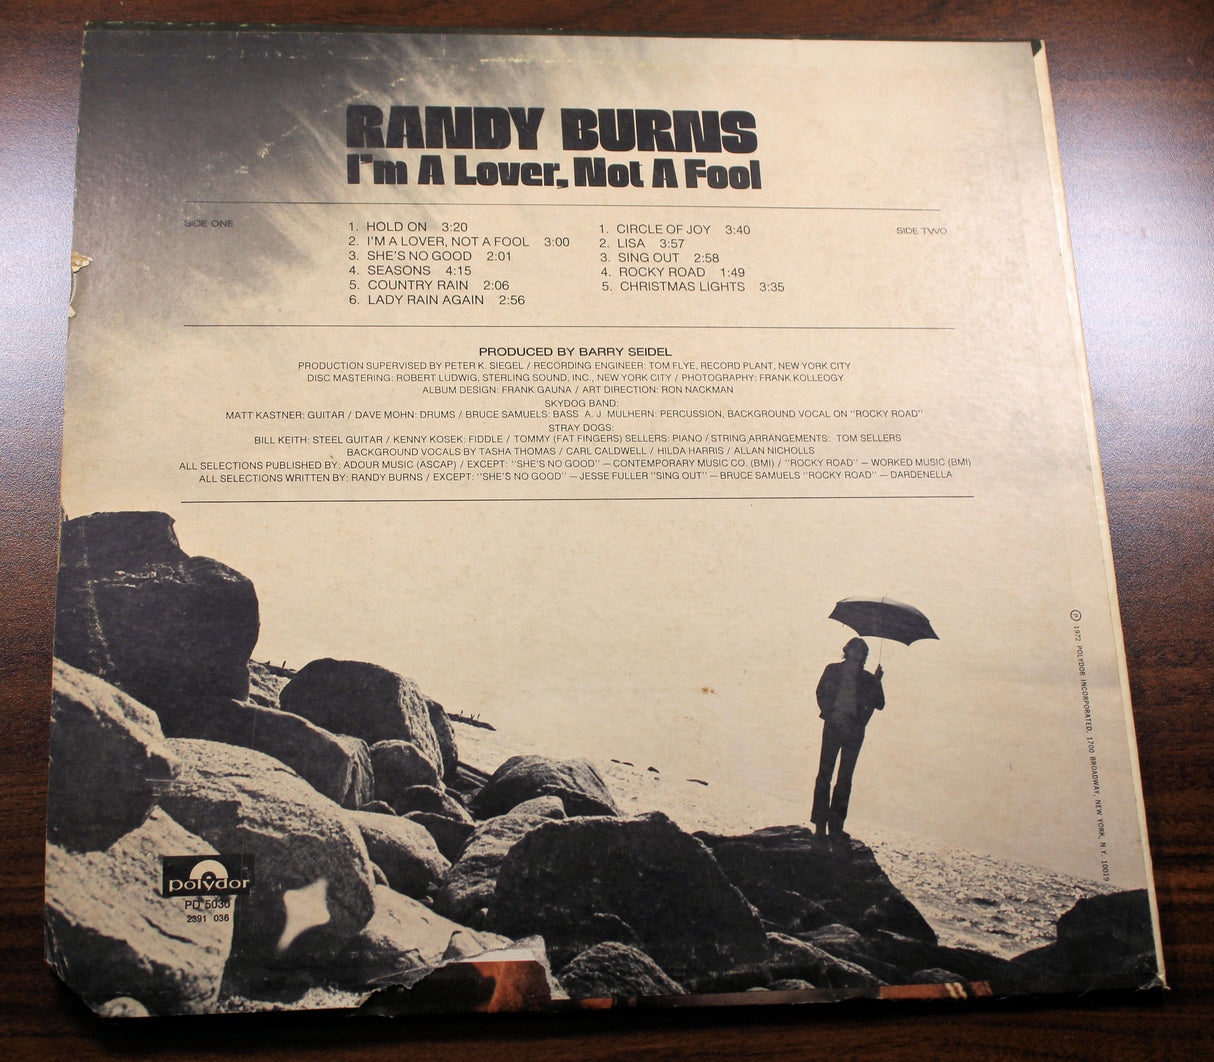 RANDY BURNS
I'm A Lover, Not A Fool
SIDE ONE
1. HOLD ON 3:20
2. I'M A LOVER, NOT A FOOL 3:00
3. SHE'S NO GOOD 2:01
4. SEASONS 4:15
5. COUNTRY RAIN 2:06
6. LADY RAIN AGAIN 2:56
SIDE TWO
1. CIRCLE OF JOY 3:40
2. LISA 3:57
3. SING OUT 2:58
4. ROCKY ROAD 1:49
5. CHRISTMAS LIGHTS 3:35
PRODUCED BY BARRY SEIDEL
PRODUCTION SUPERVISED BY PETER K. SIEGEL / RECORDING ENGINEER: TOM FLYE, RECORD PLANT, NEW YORK CITY
DISC MASTERING: ROBERT LUDWIG, STERLING SOUND, INC., NEW YORK CITY / PHOTOGRAPHY: FRANK KOLLEOGY
ALBUM DESIGN: FRANK GAUNA / ART DIRECTION: RON NACKMAN
SKYDOG BAND:
MATT KASTNER: GUITAR / DAVE MOHN: DRUMS / BRUCE SAMUELS: BASS A. J. MULHERN: PERCUSSION, BACKGROUND VOCAL ON "ROCKY ROAD"
STRAY DOGS:
BILL KEITH: STEEL GUITAR / KENNY KOSEK: FIDDLE / TOMMY (FAT FINGERS) SELLERS: PIANO / STRING ARRANGEMENTS: TOM SELLERS
BACKGROUND VOCALS BY TASHA THOMAS / CARL CALDWELL / HILDA HARRIS / ALLAN NICHOLLS
ALL SELECTIONS PUBLISHED BY: ADOUR MUSIC (ASCAP) / EXCEPT: "SHE'S NO GOOD" — CONTEMPORARY MUSIC CO. (BMI) / "ROCKY ROAD" — WORKED MUSIC (BMI)
ALL SELECTIONS WRITTEN BY: RANDY BURNS / EXCEPT: "SHE'S NO GOOD" — JESSE FULLER "SING OUT" — BRUCE SAMUELS "ROCKY ROAD" — DARDENELLA
℗ 1972 POLYDOR INCORPORATED, 1700 BROADWAY, NEW YORK, N.Y. 10019
polydor
PD 5030
2391 036